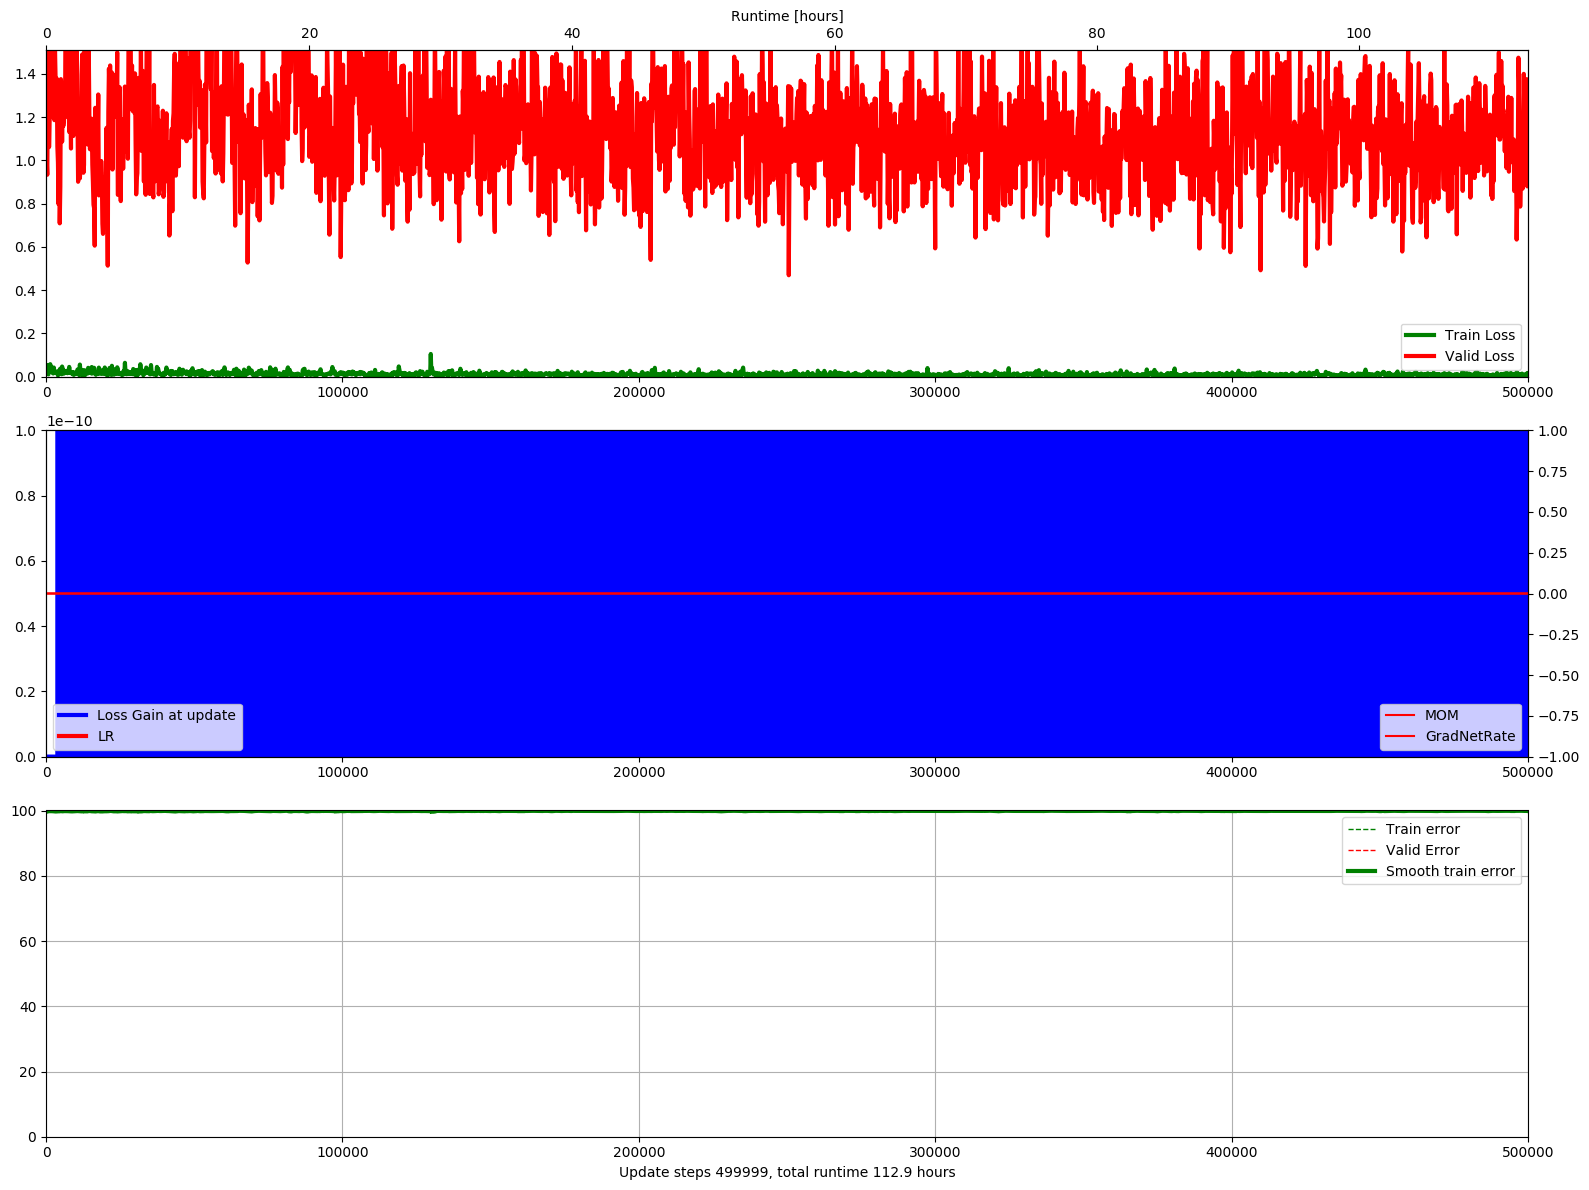 Runtime [hours]
0 20 40 60 80 100
1.4
1.2
1.0
0.8
0.6
0.4
0.2
0.0
Train Loss
Valid Loss
0 100000 200000 300000 400000 500000
1e−10
1.0
0.8
0.6
0.4
0.2
0.0
1.00
0.75
0.50
0.25
0.00
−0.25
−0.50
−0.75
−1.00
Loss Gain at update
LR
MOM
GradNetRate
0 100000 200000 300000 400000 500000
100
80
60
40
20
0
Train error
Valid Error
Smooth train error
0 100000 200000 300000 400000 500000
Update steps 499999, total runtime 112.9 hours